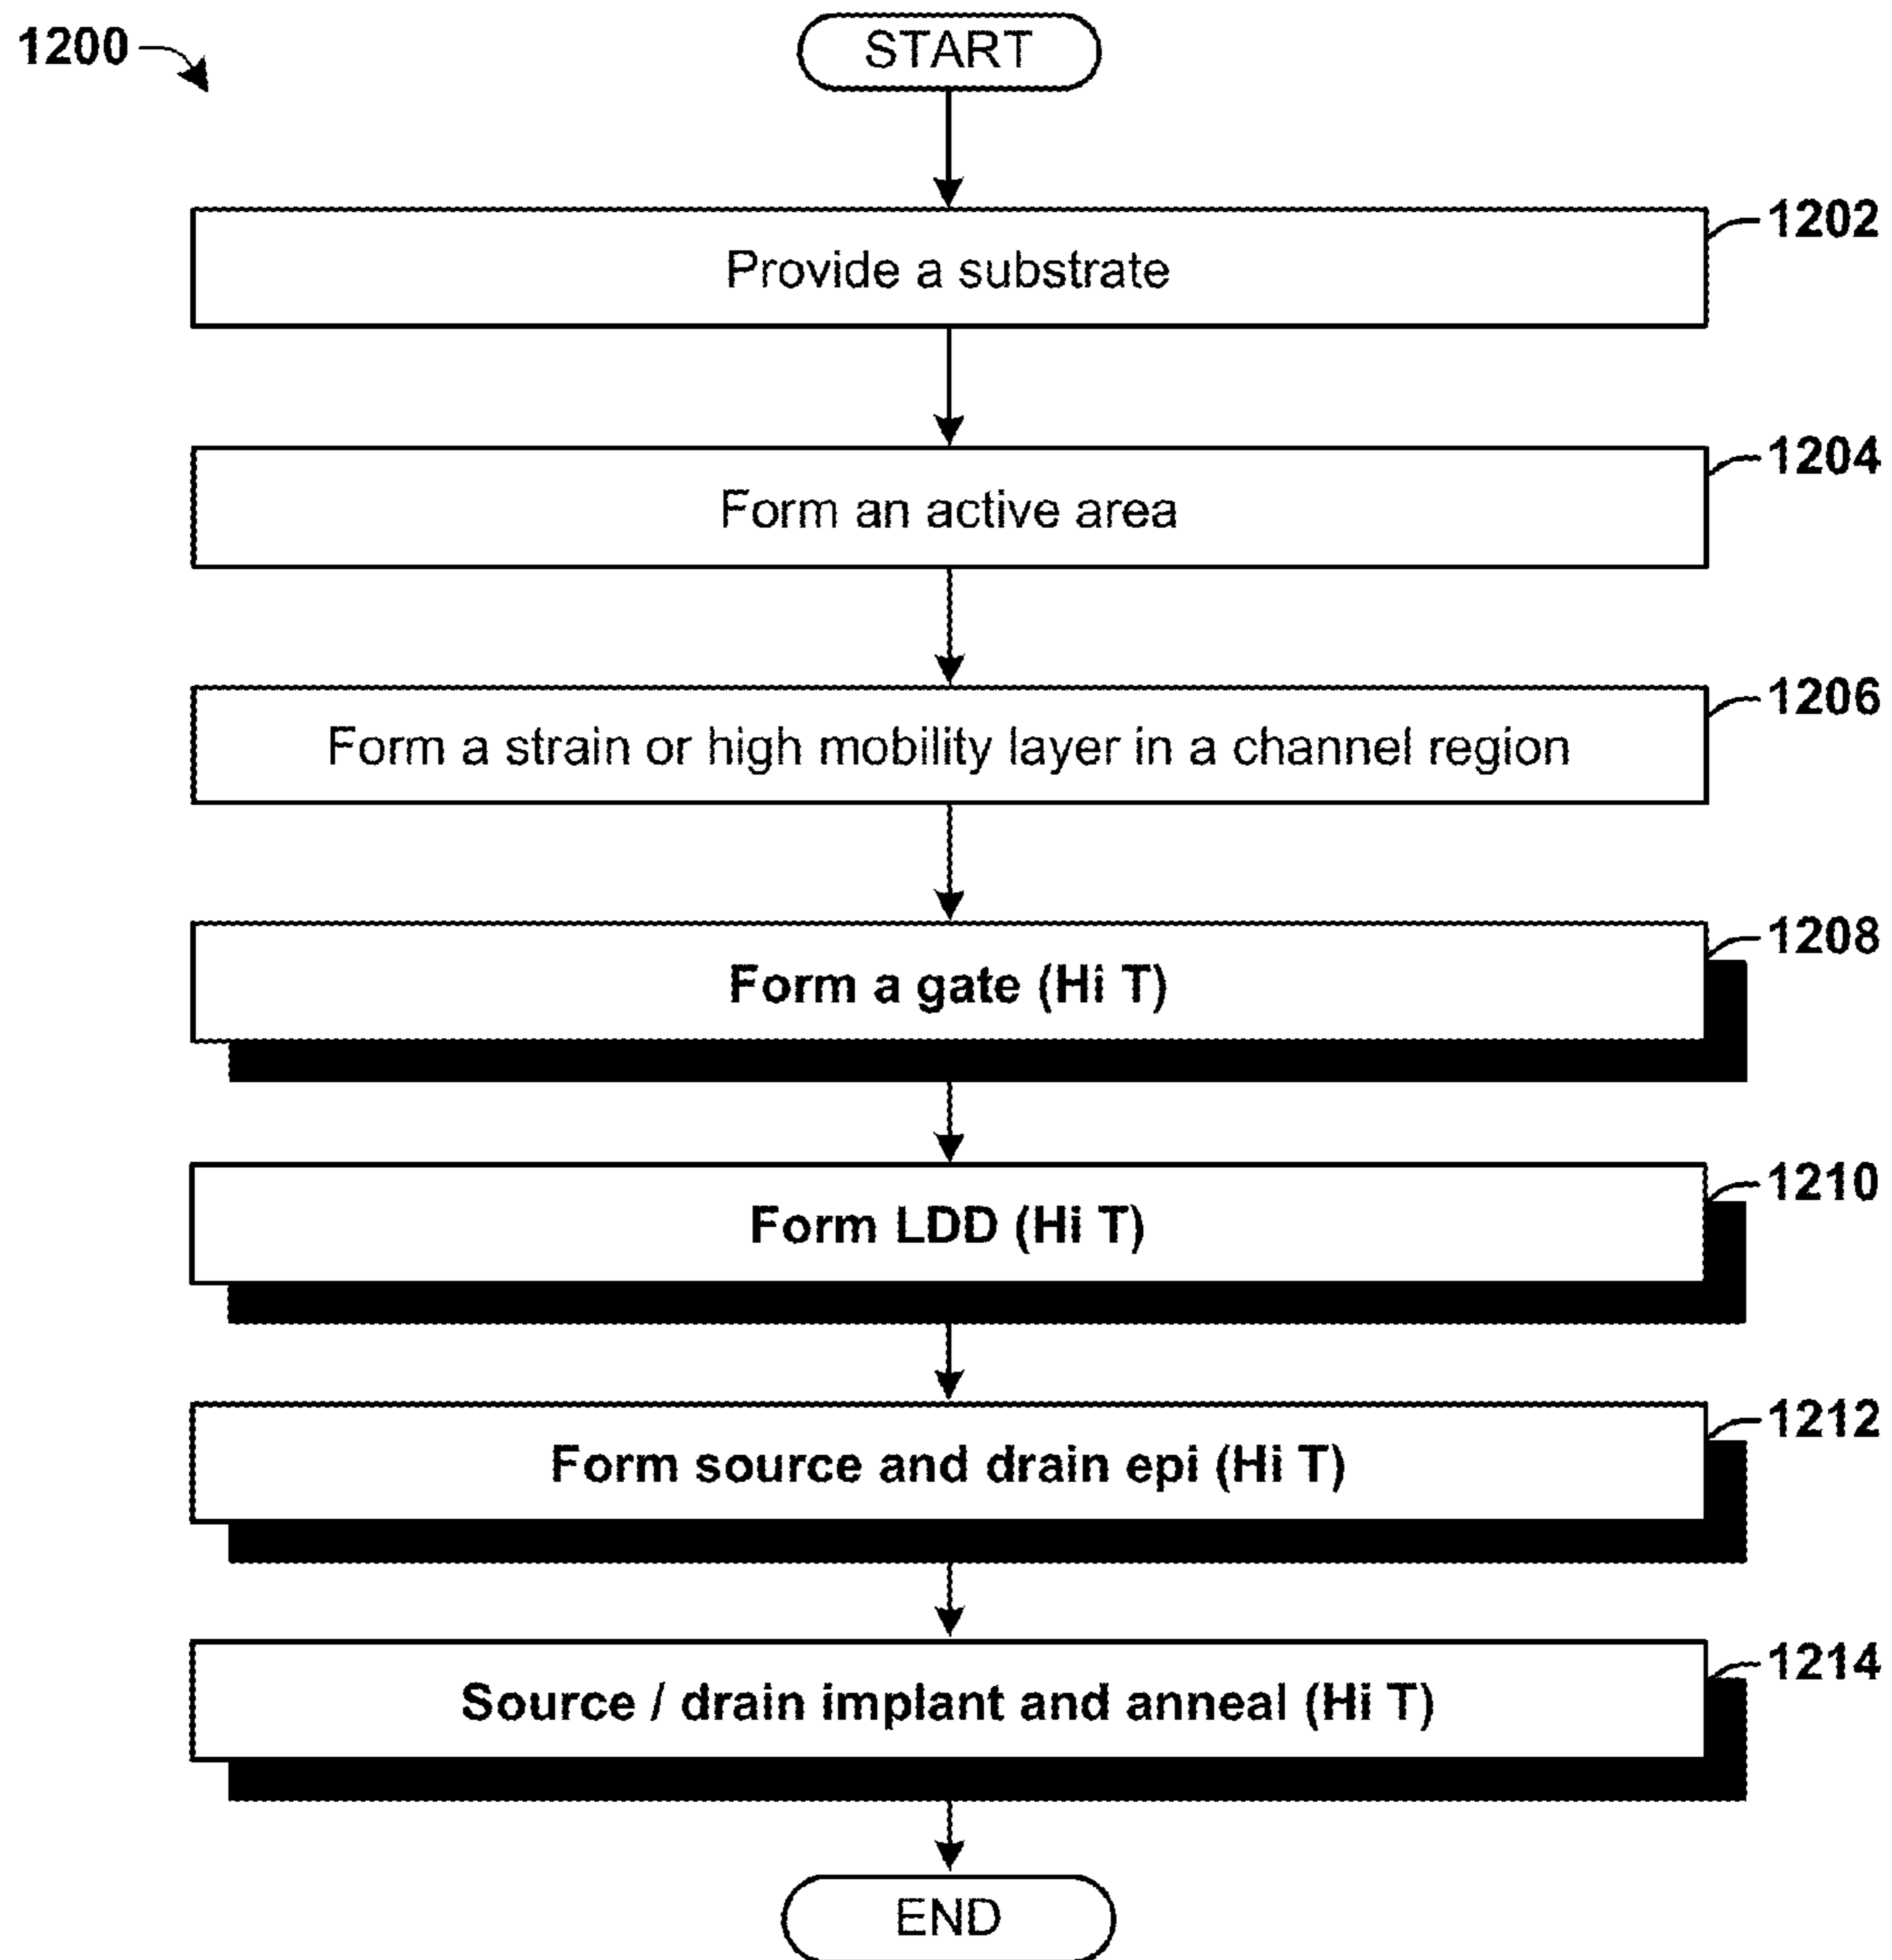 1200
START
1202
Provide a substrate
1204
Form an active area
1206
Form a strain or high mobility layer in a channel region
1208
Form a gate (Hi T)
1210
Form LDD (Hi T)
1212
Form source and drain epi (Hi T)
1214
Source / drain implant and anneal (Hi T)
END